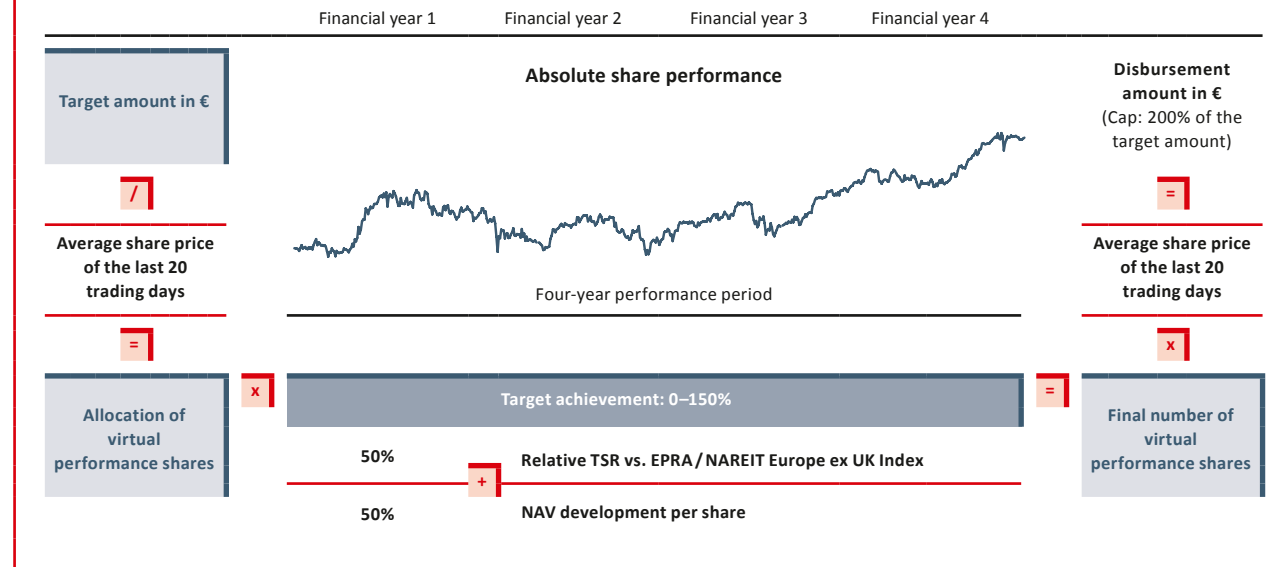 Financial year 1
Financial year 2
Financial year 3
Financial year 4
Target amount in €
/
Average share price
of the last 20
trading days
=
Allocation of
virtual
performance shares
x
Absolute share performance
Four-year performance period
Target achievement: 0–150%
50%
Relative TSR vs. EPRA/NAREIT Europe ex UK Index
+
50%
NAV development per share
=
Disbursement
amount in €
(Cap: 200% of the
target amount)
=
Average share price
of the last 20
trading days
x
Final number of
virtual
performance shares